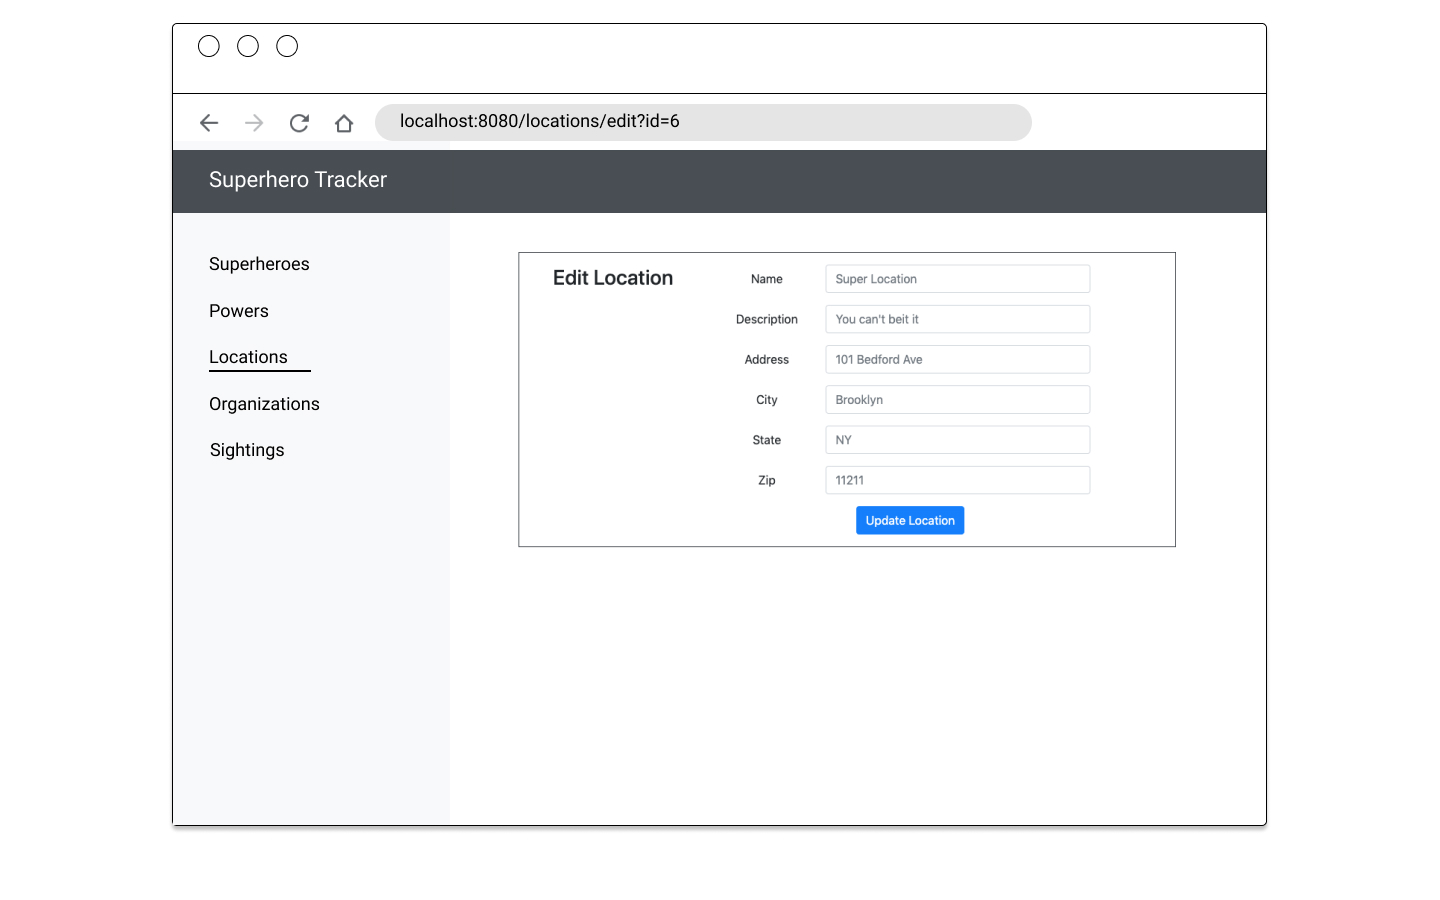 localhost:8080/locations/edit?id=6
Superhero Tracker
Superheroes
Powers
Locations
Organizations
Sightings
Edit Location
Name Super Location
Description You can't beit it
Address 101 Bedford Ave
City Brooklyn
State NY
Zip 11211
Update Location